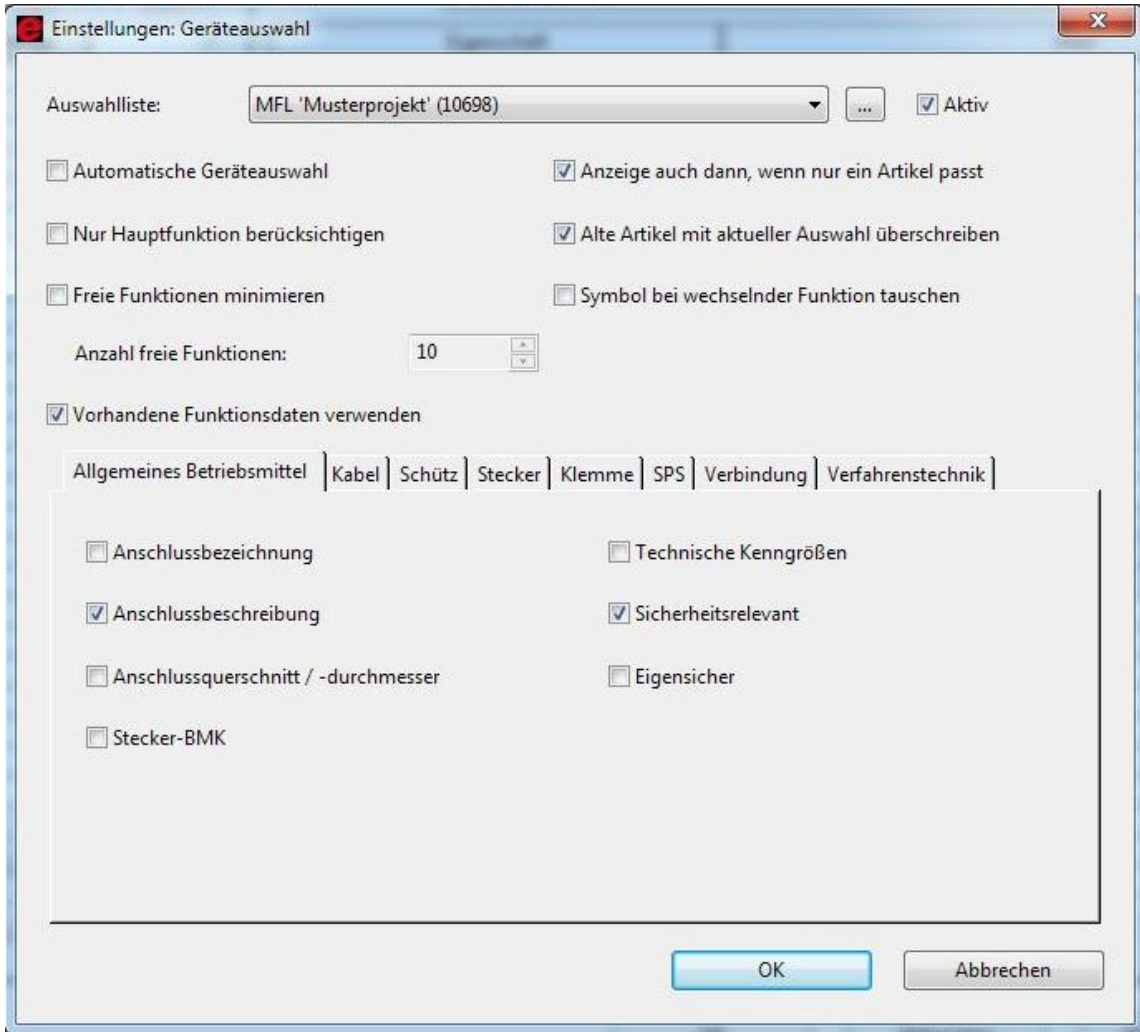 Einstellungen: Geräteauswahl
Eigenschaft
Auswahlliste: MFL 'Musterprojekt' (10698) ... Aktiv
Automatische Geräteauswahl Anzeige auch dann, wenn nur ein Artikel passt
Nur Hauptfunktion berücksichtigen Alte Artikel mit aktueller Auswahl überschreiben
Freie Funktionen minimieren Symbol bei wechselnder Funktion tauschen
Anzahl freie Funktionen: 10
Vorhandene Funktionsdaten verwenden
Allgemeines Betriebsmittel Kabel Schütz Stecker Klemme SPS Verbindung Verfahrenstechnik
Anschlussbezeichnung Technische Kenngrößen
Anschlussbeschreibung Sicherheitsrelevant
Anschlussquerschnitt / -durchmesser Eigensicher
Stecker-BMK
OK Abbrechen